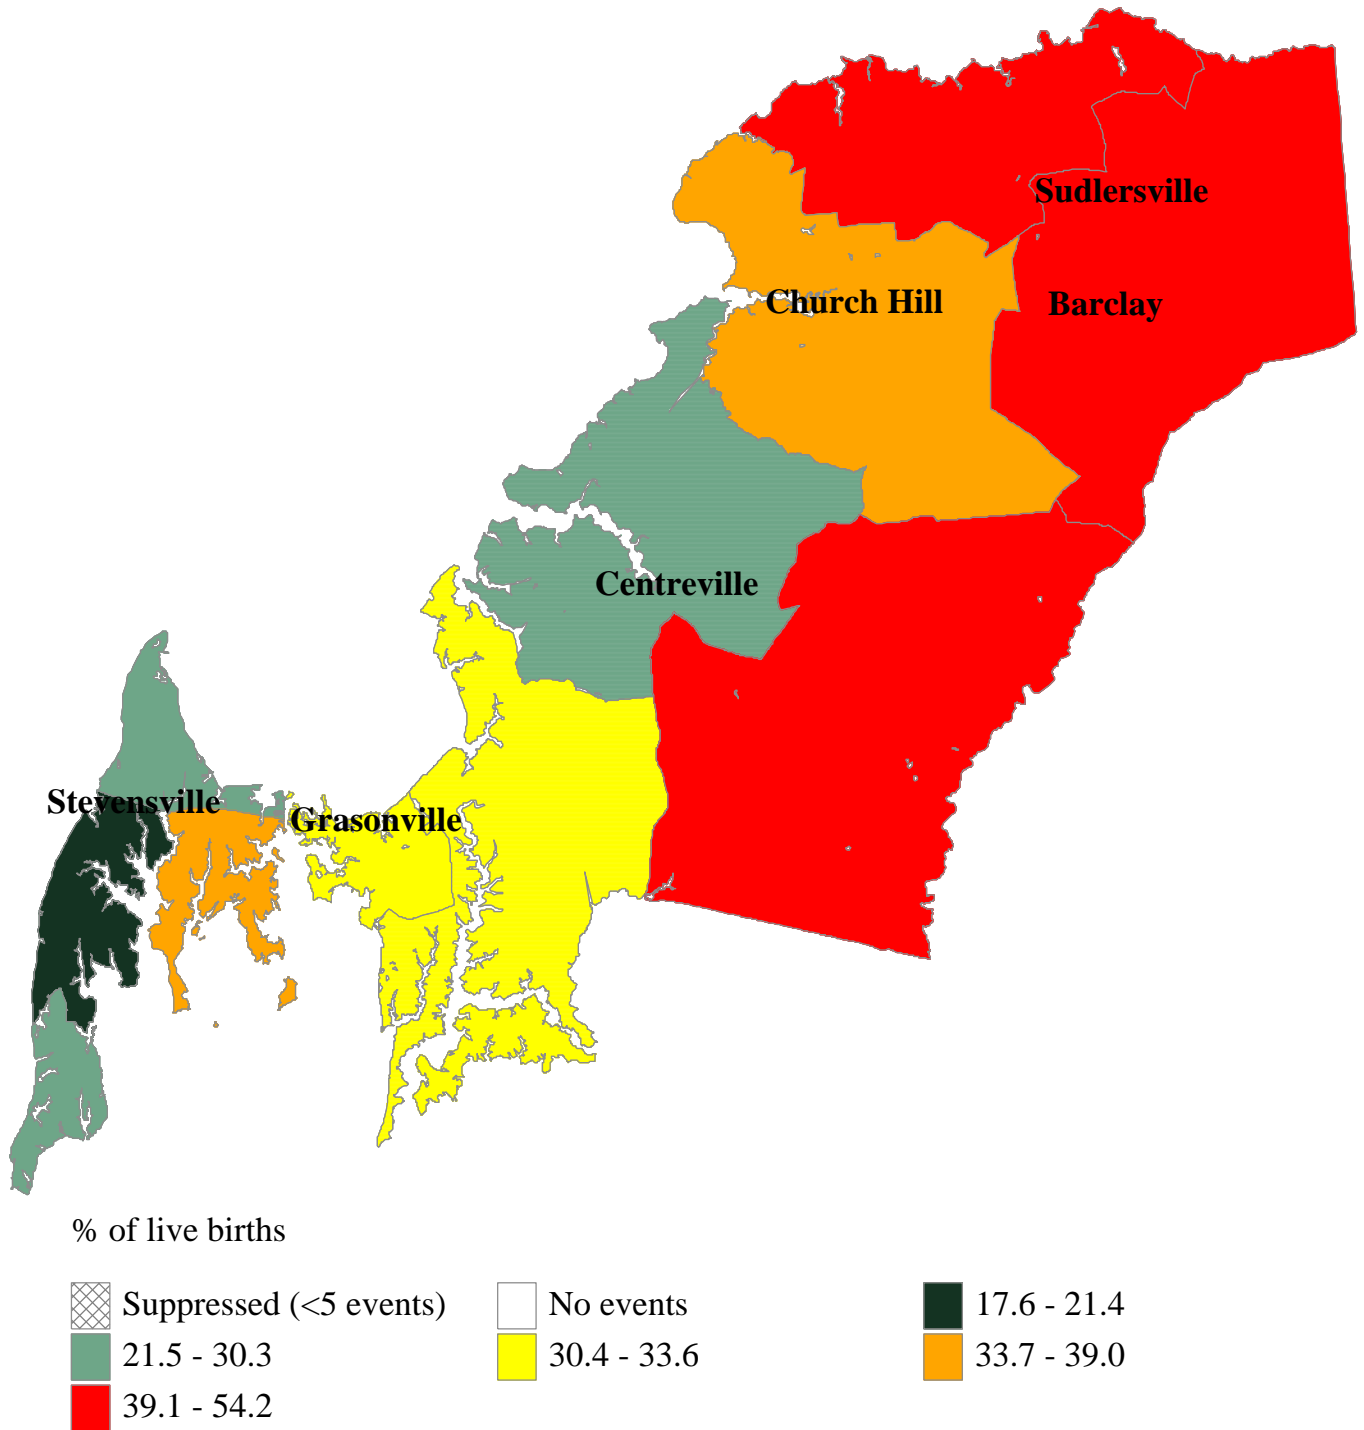 Sudlersville
Church Hill
Barclay
Centreville
Stevensville
Grasonville
% of live births
Suppressed (<5 events)
No events
17.6 - 21.4
21.5 - 30.3
30.4 - 33.6
33.7 - 39.0
39.1 - 54.2